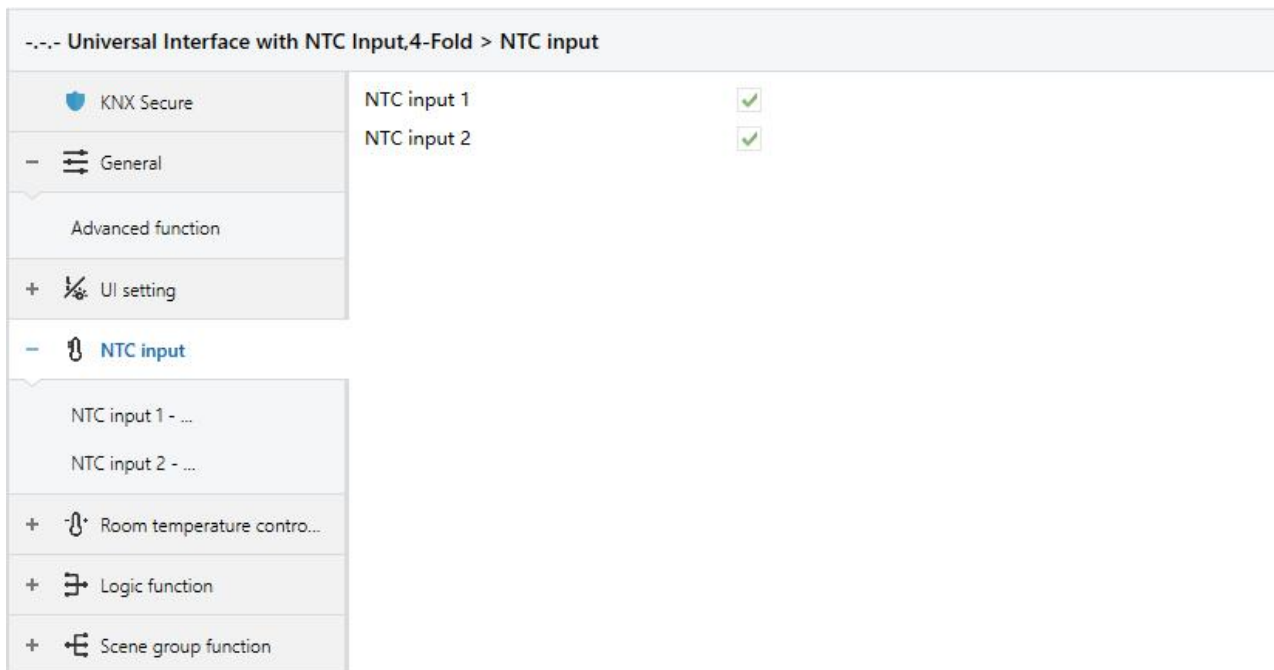 -.-.- Universal Interface with NTC Input,4-Fold > NTC input
KNX Secure
General
Advanced function
UI setting
NTC input
NTC input 1 - ...
NTC input 2 - ...
Room temperature contro...
Logic function
Scene group function
NTC input 1
NTC input 2